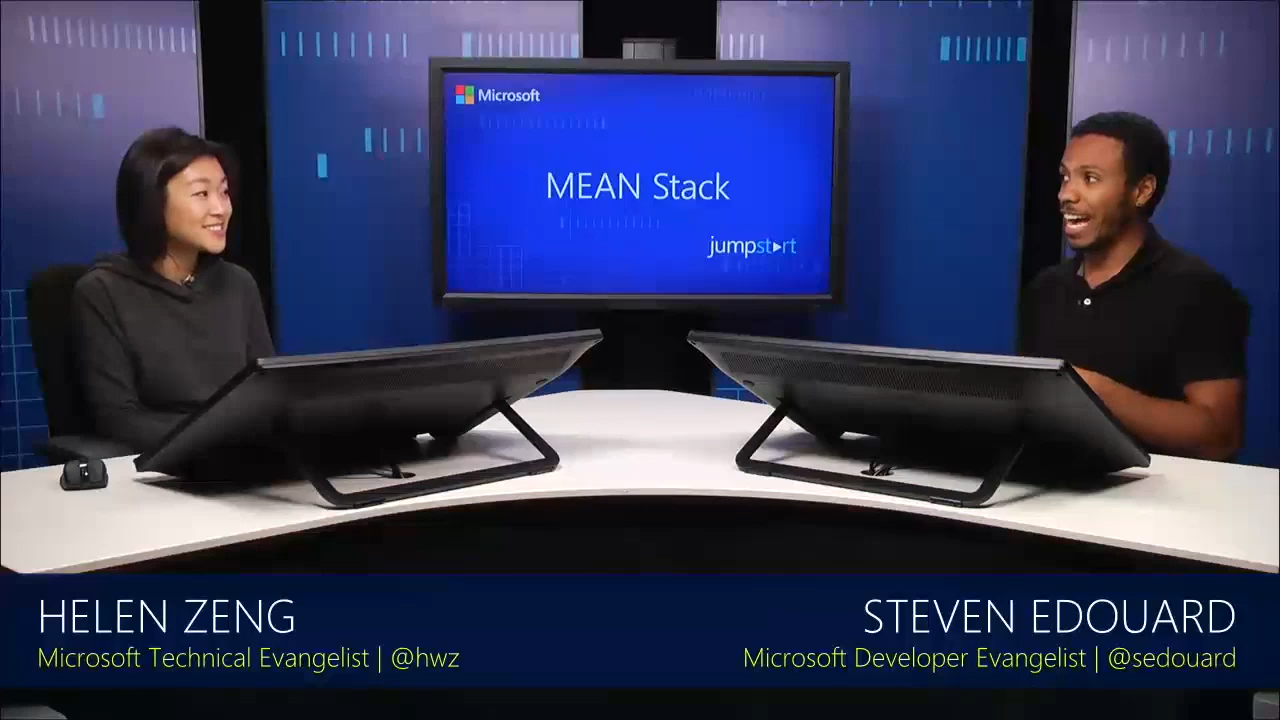 Microsoft
MEAN Stack
jumpstart
HELEN ZENG
Microsoft Technical Evangelist | @hwz
STEVEN EDOUARD
Microsoft Developer Evangelist | @sedouard